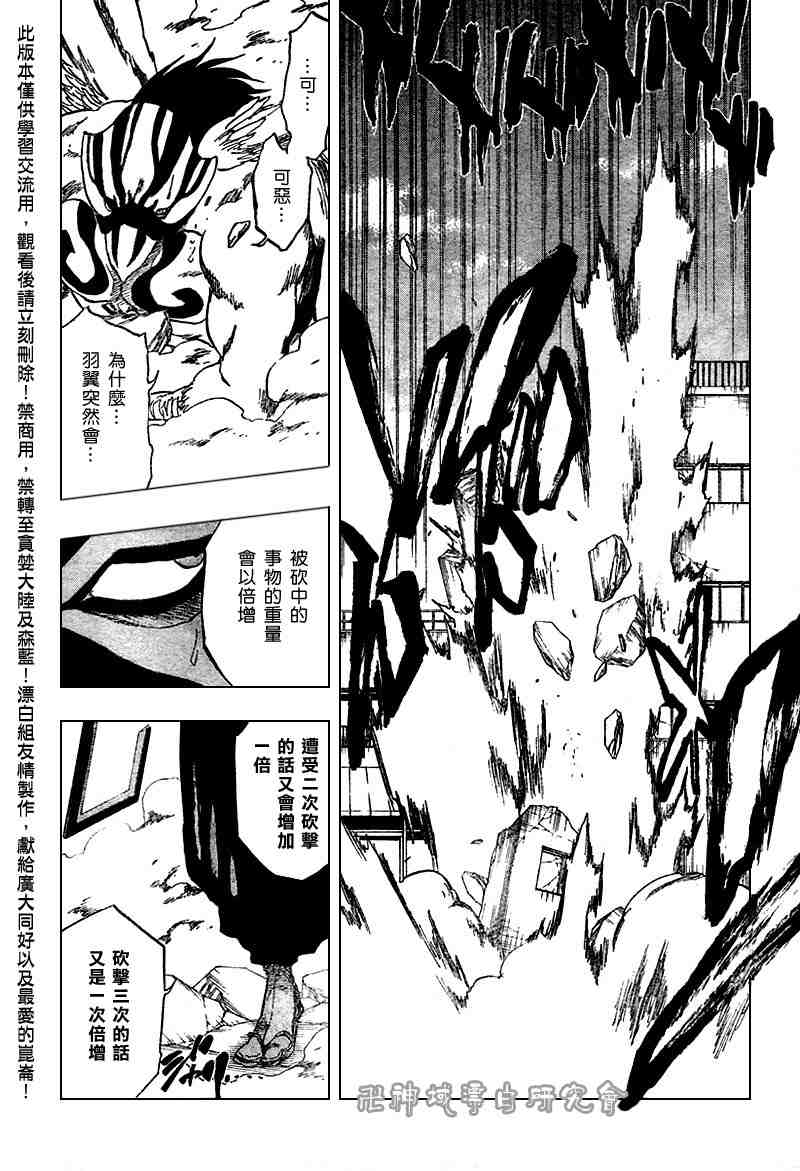 可…
可惡…
為什麼…
羽翼突然會…
被砍中的
事物的重量
會以倍增
遭受二次砍擊
的話又會增加
一倍
砍擊三次的話
又是一次倍增
此版本僅供學習交流用，觀看後請立刻刪除！禁商用，禁轉至貪婪大陸及森藍！漂白組友情製作，獻給廣大同好以及最愛的崑崙！
卍神域漂白研究會